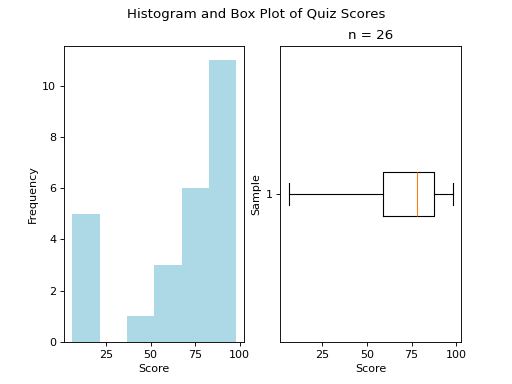 Histogram and Box Plot of Quiz Scores
n = 26
10
8
6
4
2
0
Frequency
25 50 75 100
Score
Sample
1
25 50 75 100
Score